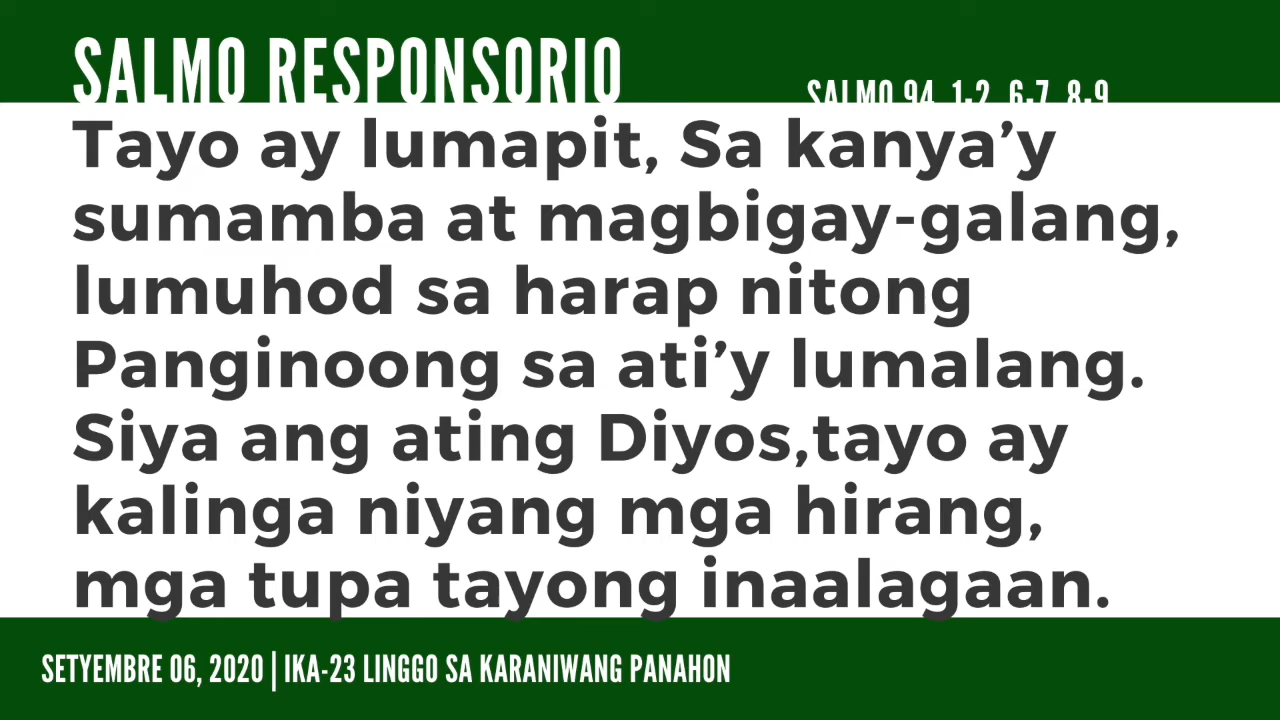 SALMO RESPONSORIO
SALMO 94, 1-2. 6-7. 8-9
Tayo ay lumapit, Sa kanya’y
sumamba at magbigay-galang,
lumuhod sa harap nitong
Panginoong sa ati’y lumalang.
Siya ang ating Diyos,tayo ay
kalinga niyang mga hirang,
mga tupa tayong inaalagaan.
SETYEMBRE 06, 2020 | IKA-23 LINGGO SA KARANIWANG PANAHON